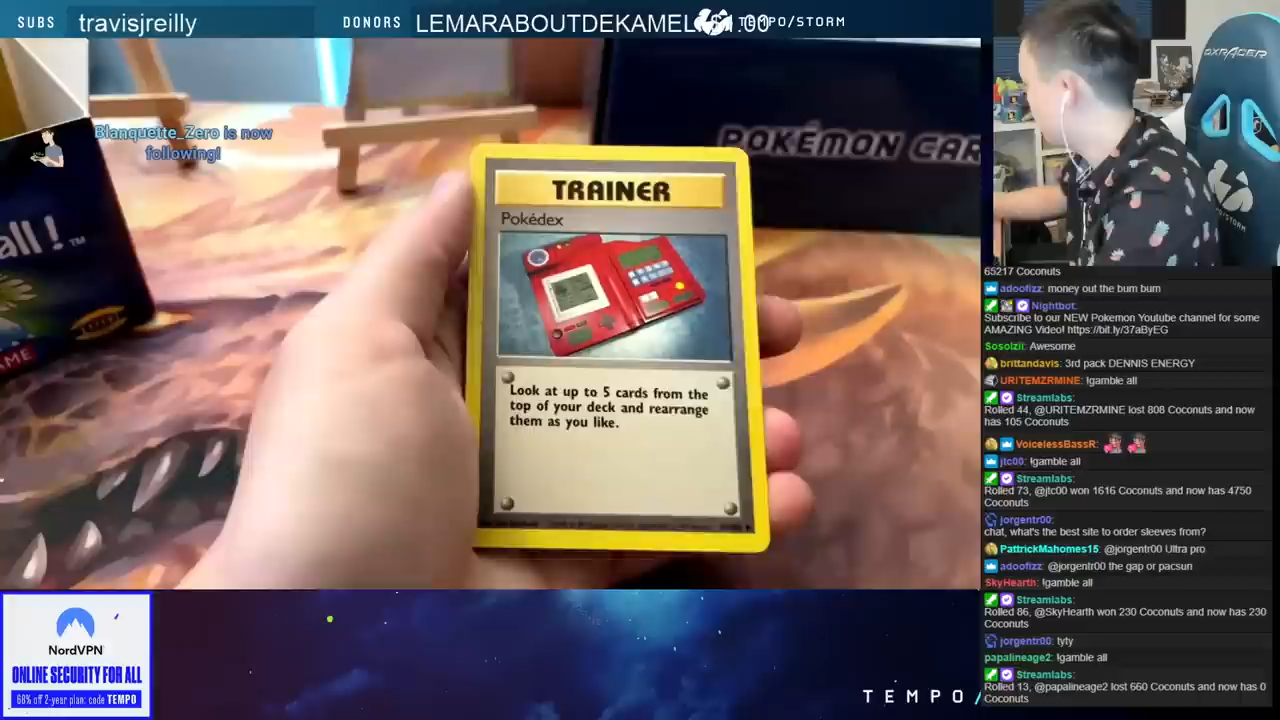 SUBS travisjreilly DONORS LEMARABOUTDEKAMEL TEMPO/STORM
Blanquette_Zero is now
following!
all!™
AME
POKÉMON CAR
TRAINER
Pokédex
Look at up to 5 cards from the
top of your deck and rearrange
them as you like.
DXRACER
65217 Coconuts
adoofizz: money out the bum bum
Nightbot:
Subscribe to our NEW Pokemon Youtube channel for some
AMAZING Video! https://bit.ly/37aByEG
Sosolzii: Awesome
brittandavis: 3rd pack DENNIS ENERGY
URITEMZRMINE: !gamble all
Streamlabs:
Rolled 44, @URITEMZRMINE lost 808 Coconuts and now
has 105 Coconuts
VoicelessBassR:
jtc00: !gamble all
Streamlabs:
Rolled 73, @jtc00 won 1616 Coconuts and now has 4750
Coconuts
jorgentr00:
chat, what's the best site to order sleeves from?
PattrickMahomes15: @jorgentr00 Ultra pro
adoofizz: @jorgentr00 the gap or pacsun
SkyHearth: !gamble all
Streamlabs:
Rolled 86, @SkyHearth won 230 Coconuts and now has 230
Coconuts
jorgentr00: tyty
papalineage2: !gamble all
Streamlabs:
Rolled 13, @papalineage2 lost 660 Coconuts and now has 0
Coconuts
NordVPN
ONLINE SECURITY FOR ALL
68% off 2-year plan: code TEMPO
TEMPO/